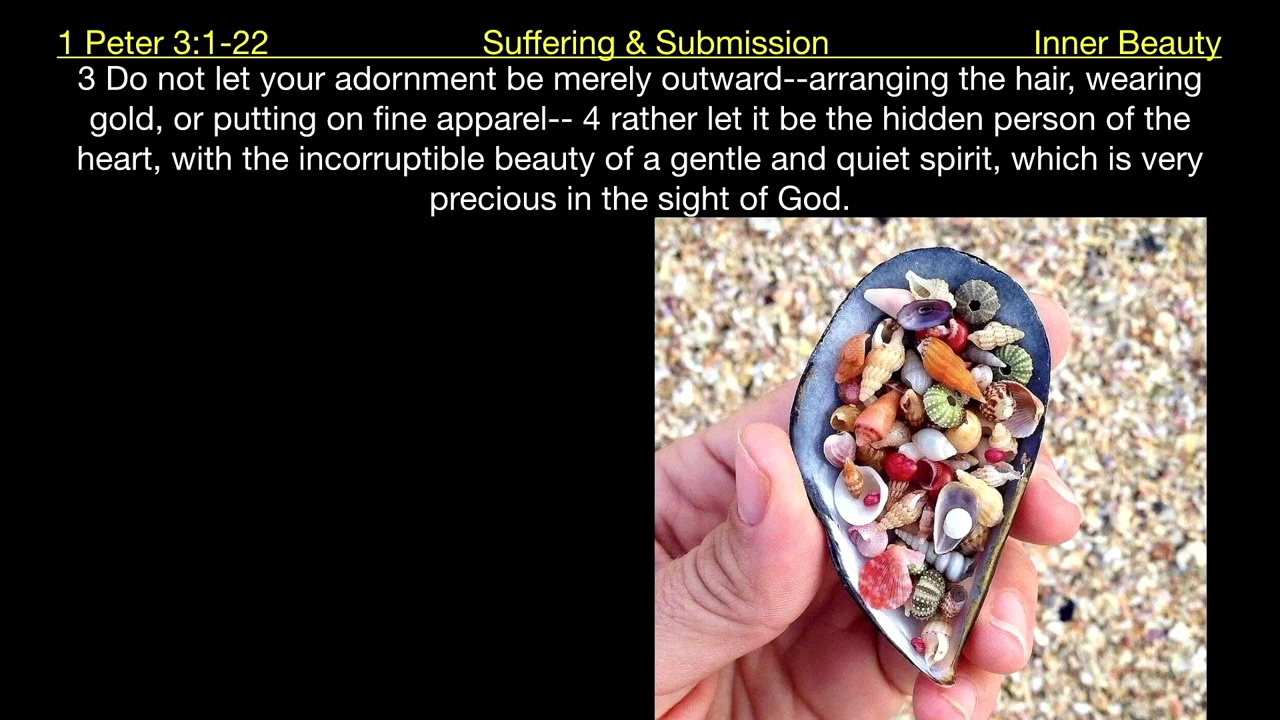 1 Peter 3:1-22 Suffering & Submission Inner Beauty
3 Do not let your adornment be merely outward--arranging the hair, wearing
gold, or putting on fine apparel-- 4 rather let it be the hidden person of the
heart, with the incorruptible beauty of a gentle and quiet spirit, which is very
precious in the sight of God.